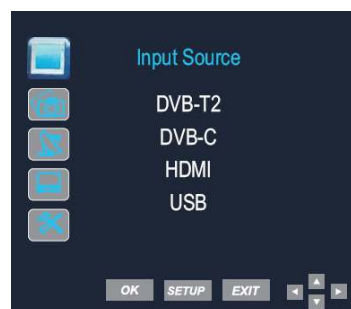 Input Source
DVB-T2
DVB-C
HDMI
USB
OK SETUP EXIT